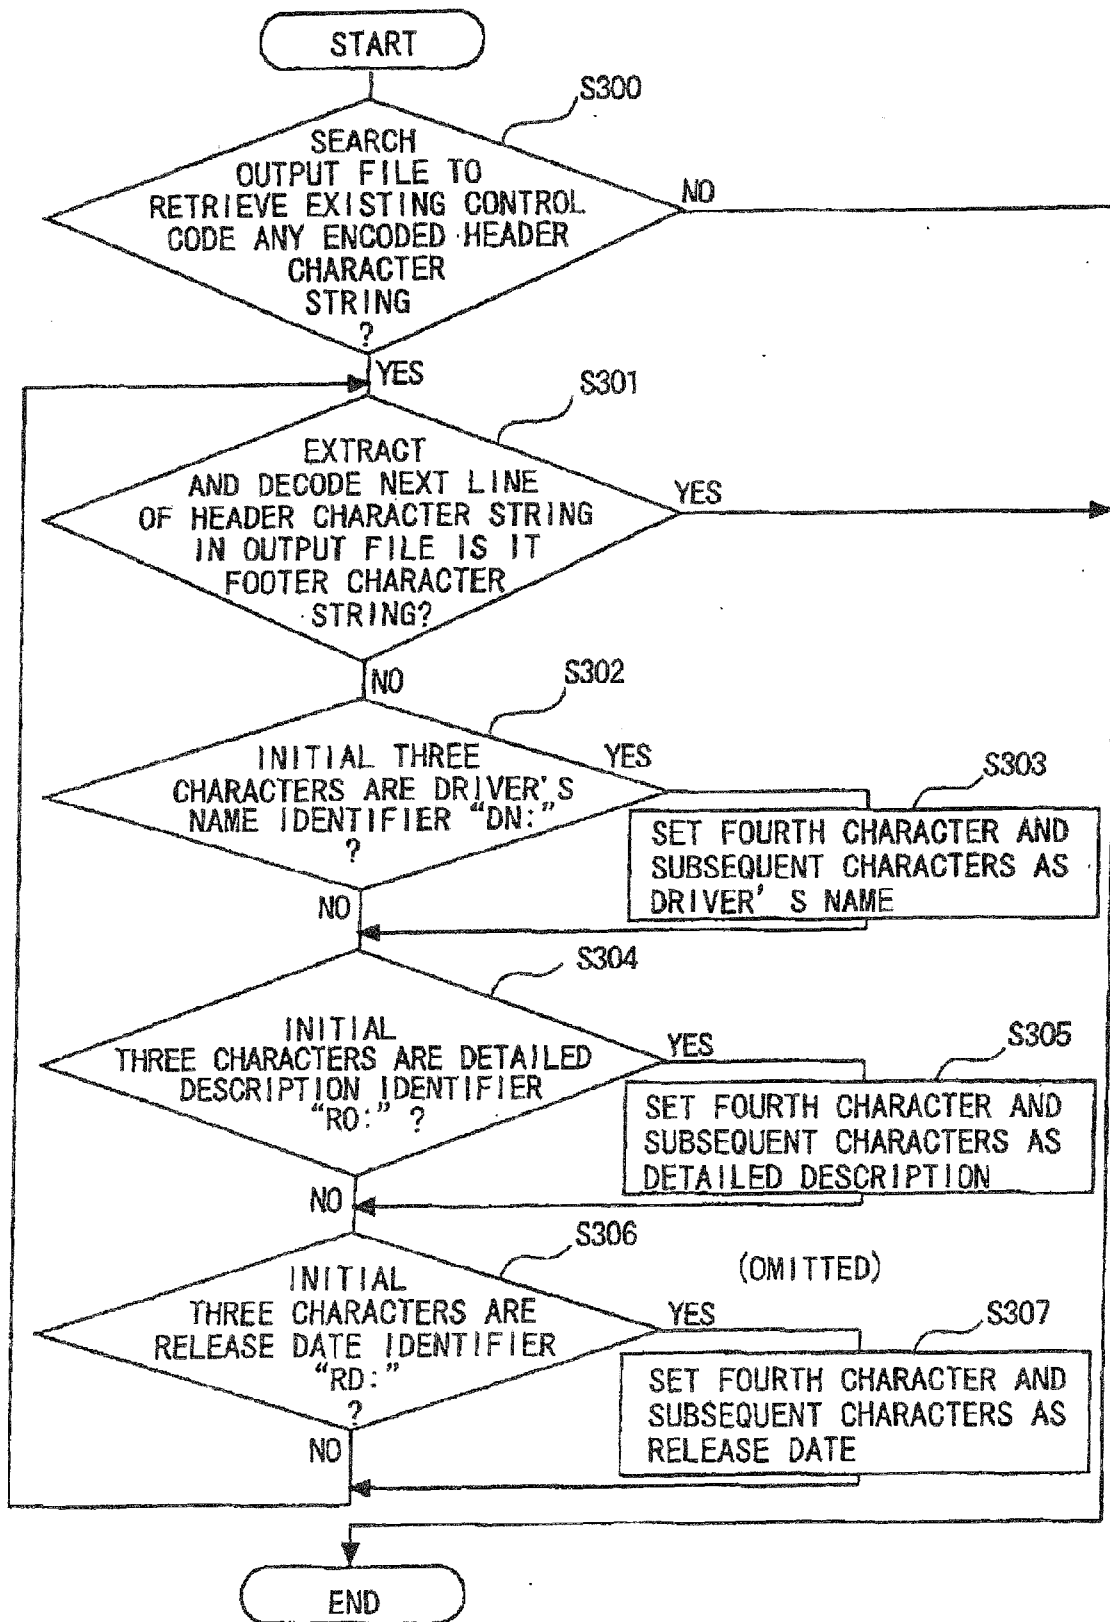 START
S300
SEARCH
OUTPUT FILE TO
RETRIEVE EXISTING CONTROL
CODE ANY ENCODED HEADER
CHARACTER
STRING
?
NO
YES
S301
EXTRACT
AND DECODE NEXT LINE
OF HEADER CHARACTER STRING
IN OUTPUT FILE IS IT
FOOTER CHARACTER
STRING?
YES
NO
S302
INITIAL THREE
CHARACTERS ARE DRIVER'S
NAME IDENTIFIER “DN:”
?
YES
S303
SET FOURTH CHARACTER AND
SUBSEQUENT CHARACTERS AS
DRIVER' S NAME
NO
S304
INITIAL
THREE CHARACTERS ARE DETAILED
DESCRIPTION IDENTIFIER
“RO:” ?
YES
S305
SET FOURTH CHARACTER AND
SUBSEQUENT CHARACTERS AS
DETAILED DESCRIPTION
NO
S306
(OMITTED)
INITIAL
THREE CHARACTERS ARE
RELEASE DATE IDENTIFIER
“RD:”
?
YES
S307
SET FOURTH CHARACTER AND
SUBSEQUENT CHARACTERS AS
RELEASE DATE
NO
END